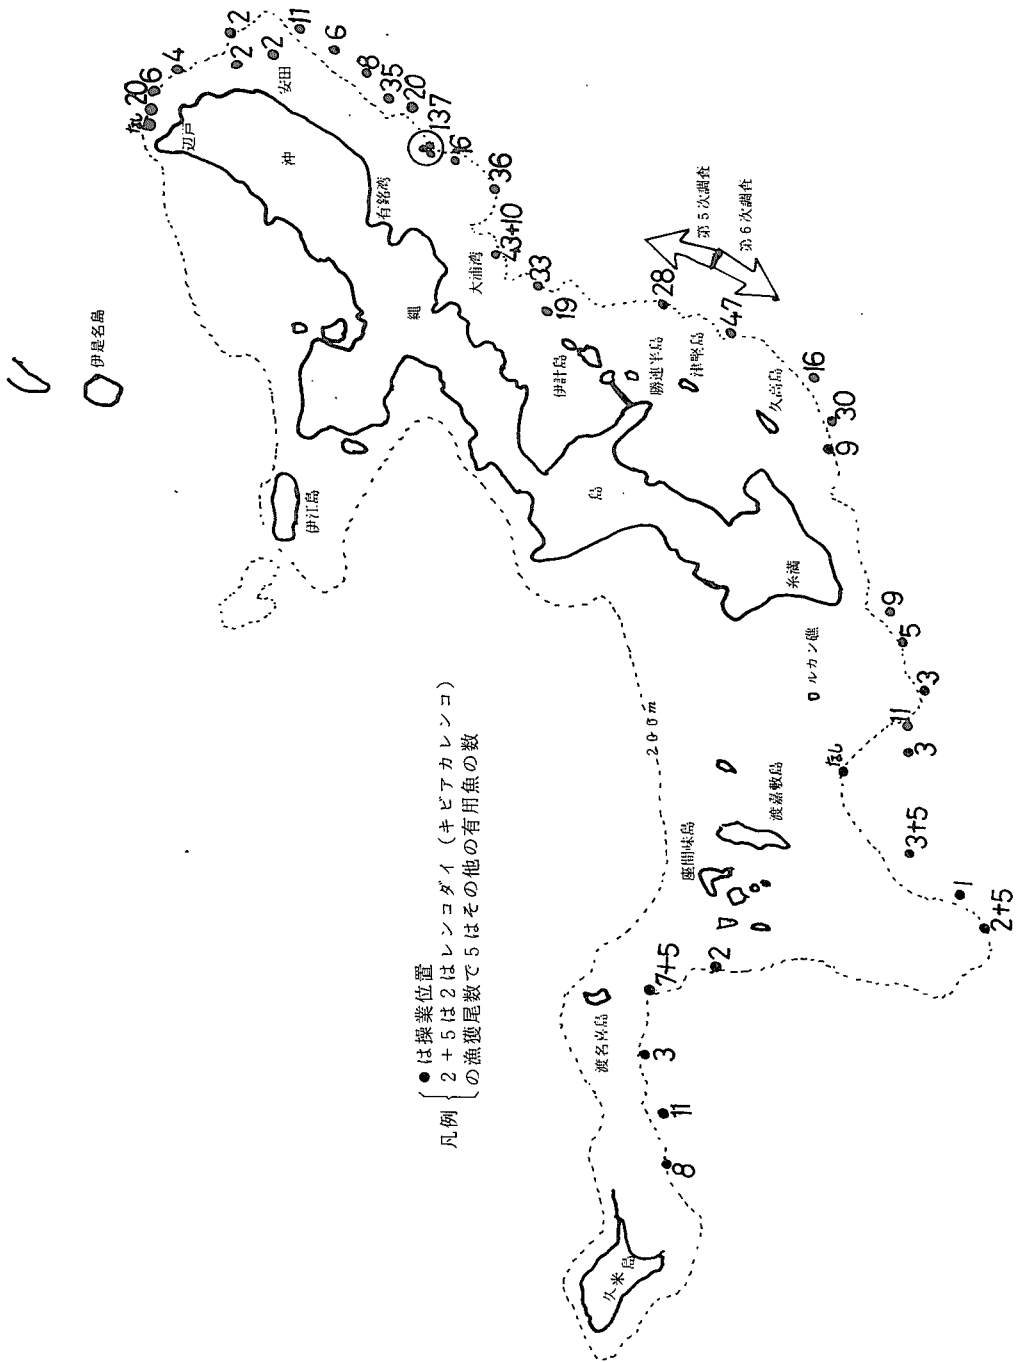 なし
20
6
4
2
2
2
11
6
8
35
20
137
16
36
43+10
33
19
28
47
16
30
9
9
5
3
11
3
なし
3+5
1
2+5
2
7+5
3
11
8
辺戸
安田
沖
縄
島
有銘湾
大浦湾
伊是名島
伊江島
伊計島
勝連半島
津堅島
久高島
糸満
ルカン礁
渡嘉敷島
座間味島
渡名喜島
久米島
200m
第5次調査
第6次調査
凡例
●は操業位置
2+5は2はレンコダイ(キビアカレンコ)
の漁獲尾数で5はその他の有用魚の数